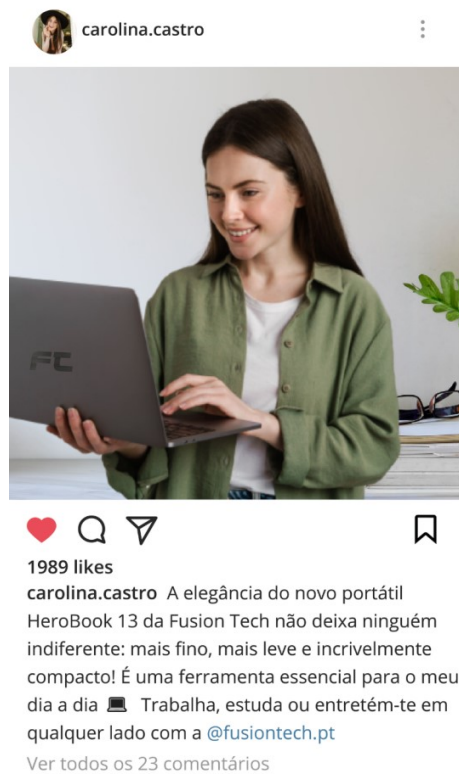 carolina.castro
FC
1989 likes
carolina.castro A elegância do novo portátil
HeroBook 13 da Fusion Tech não deixa ninguém
indiferente: mais fino, mais leve e incrivelmente
compacto! É uma ferramenta essencial para o meu
dia a dia 💻 Trabalha, estuda ou entretém-te em
qualquer lado com a @fusiontech.pt
Ver todos os 23 comentários